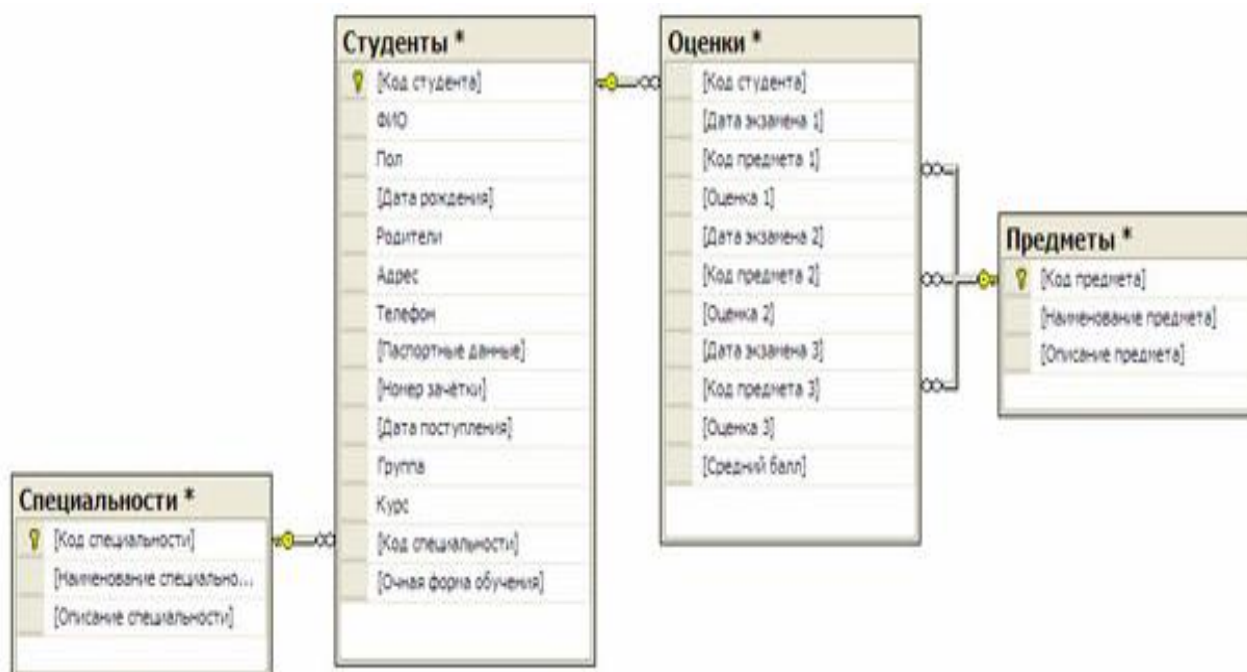 Студенты *
[Код студента]
ФИО
Пол
[Дата рождения]
Родители
Адрес
Телефон
[Паспортные данные]
[Номер зачётки]
[Дата поступления]
Группа
Курс
[Код специальности]
[Очная форма обучения]
Оценки *
[Код студента]
[Дата экзамена 1]
[Код предмета 1]
[Оценка 1]
[Дата экзамена 2]
[Код предмета 2]
[Оценка 2]
[Дата экзамена 3]
[Код предмета 3]
[Оценка 3]
[Средний балл]
Предметы *
[Код предмета]
[Наименование предмета]
[Описание предмета]
Специальности *
[Код специальности]
[Наименование специально...
[Описание специальности]